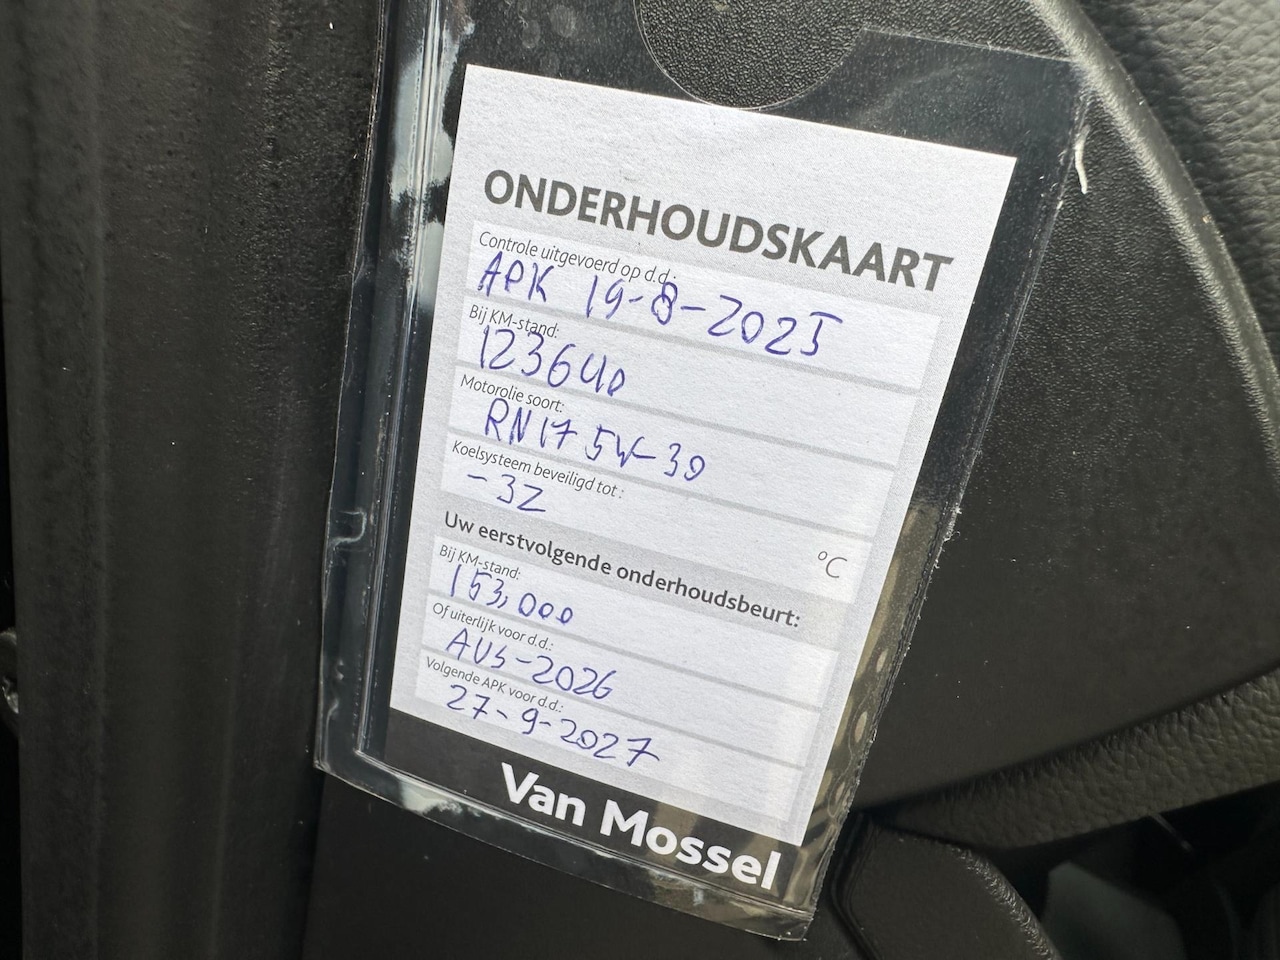 ONDERHOUDSKAART
Controle uitgevoerd op d.d.:
APK 19-8-2025
Bij KM-stand:
123640
Motorolie soort:
RN17 5W-30
Koelsysteem beveiligd tot :
-32 °C
Uw eerstvolgende onderhoudsbeurt:
Bij KM-stand:
153,000
Of uiterlijk voor d.d.:
AUG-2026
Volgende APK voor d.d.:
27-9-2027
Van Mossel